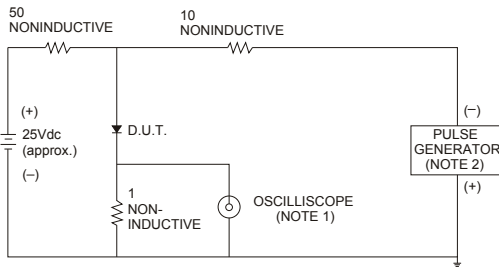 50
NONINDUCTIVE
10
NONINDUCTIVE
(+)
25Vdc
(approx.)
(–)
D.U.T.
1
NON-
INDUCTIVE
OSCILLISCOPE
(NOTE 1)
(–)
PULSE
GENERATOR
(NOTE 2)
(+)